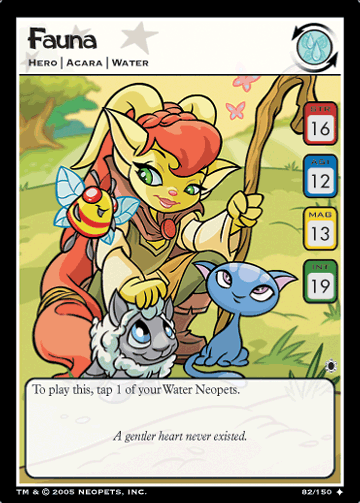 Fauna
HERO | ACARA | WATER
STR
16
AGI
12
MAG
13
INT
19
To play this, tap 1 of your Water Neopets.
A gentler heart never existed.
TM & © 2005 NEOPETS, INC.
82/150